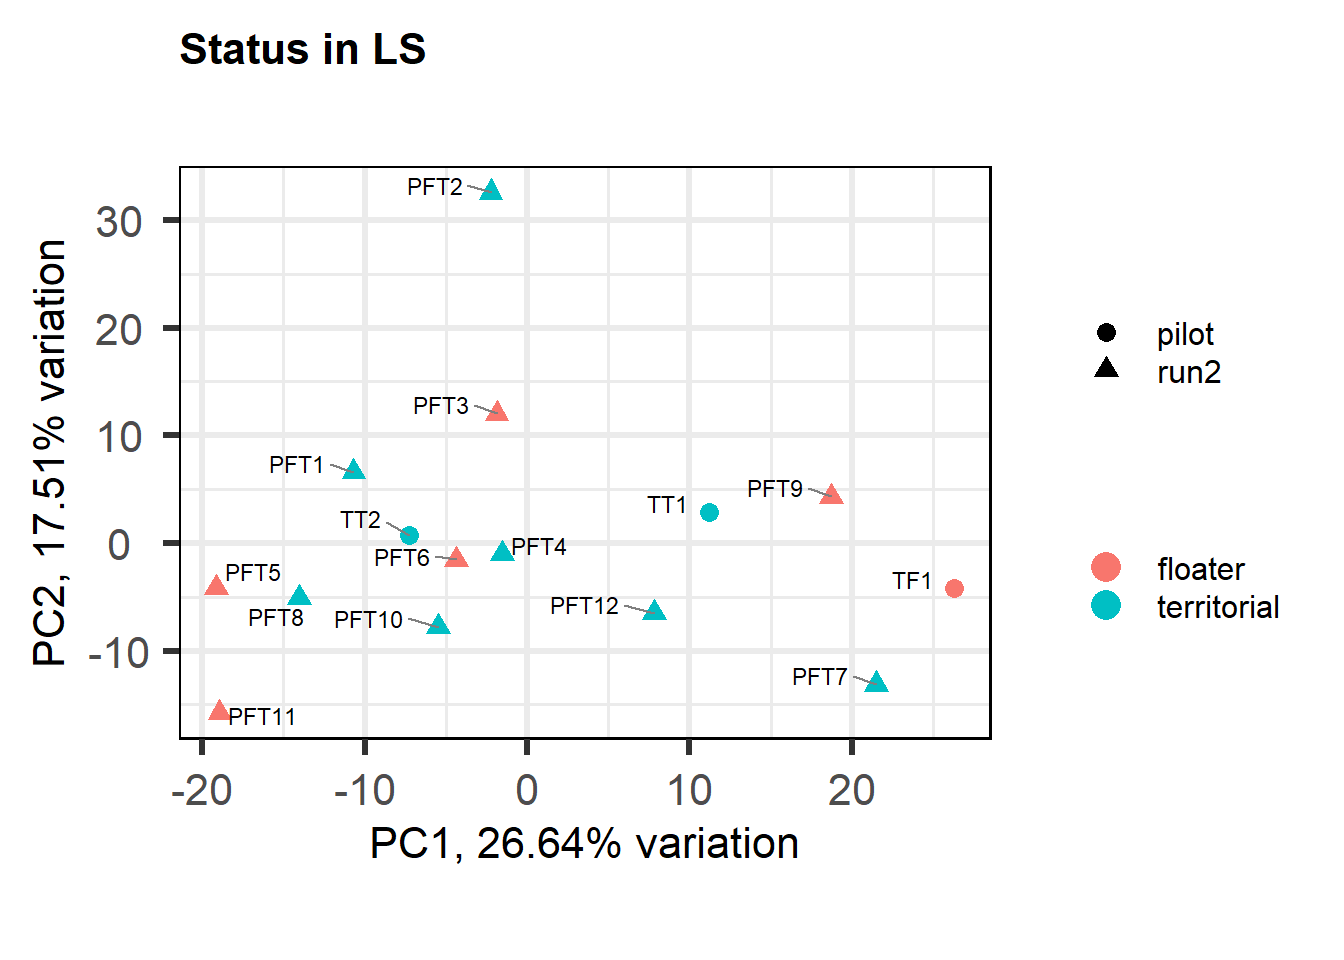 Status in LS
PFT2
PFT3
PFT1
PFT9
TT1
TT2
PFT4
PFT6
PFT5
TF1
PFT12
PFT8
PFT10
PFT7
PFT11
30
20
10
0
-10
PC2, 17.51% variation
-20
-10
0
10
20
PC1, 26.64% variation
pilot
run2
floater
territorial